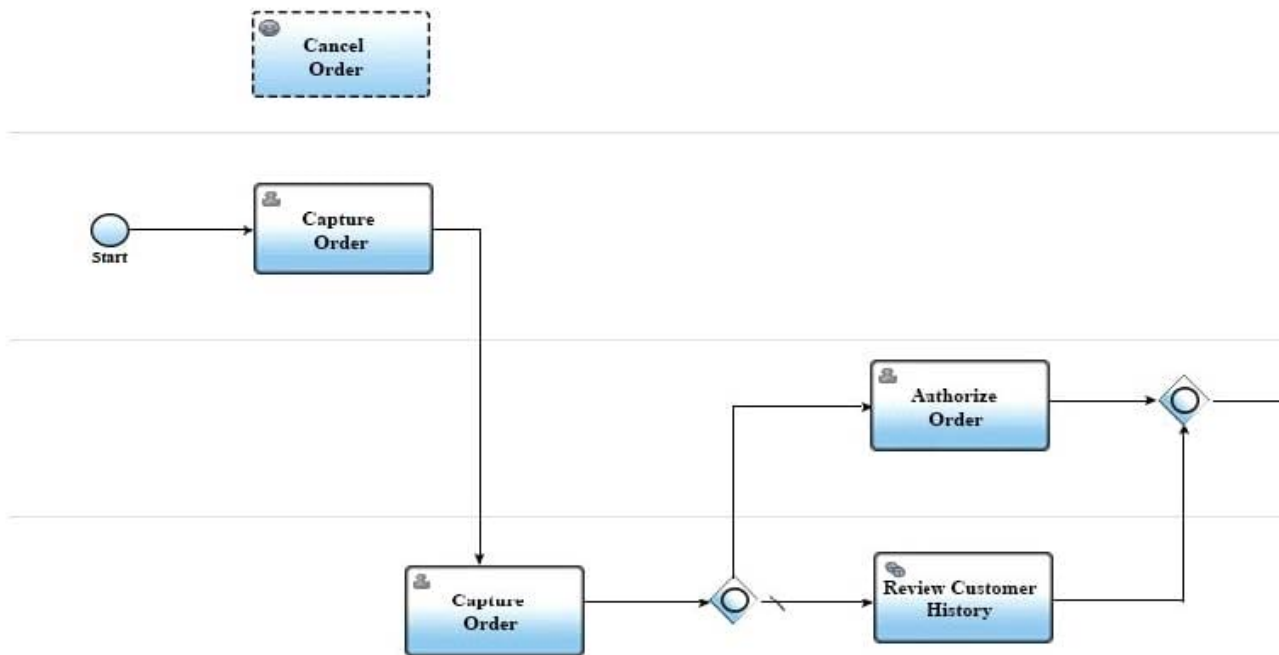 Cancel
Order
Capture
Order
Start
Authorize
Order
Review Customer
History
Capture
Order